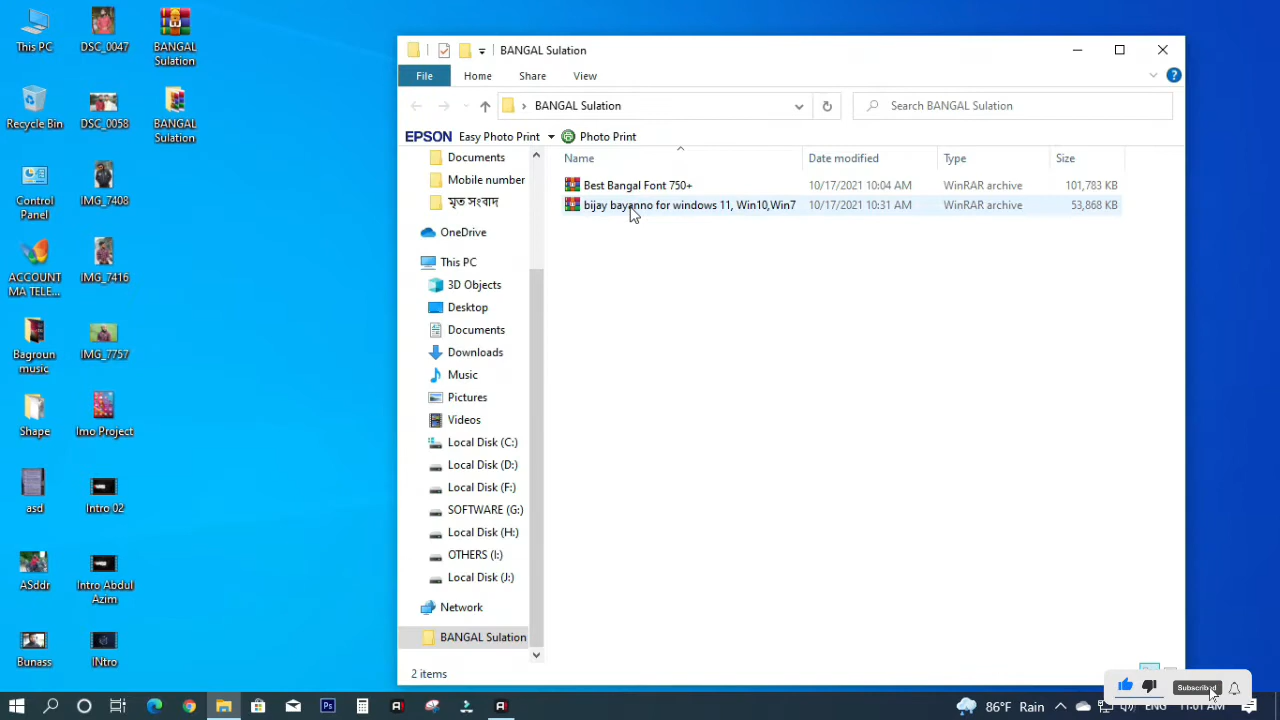 This PC
DSC_0047
BANGAL
Sulation
Recycle Bin
DSC_0058
BANGAL
Sulation
Control
Panel
IMG_7408
ACCOUNT
MA TELE...
IMG_7416
Bagroun
music
IMG_7757
Shape
Imo Project
asd
Intro 02
ASddr
Intro Abdul
Azim
Bunass
INtro
BANGAL Sulation
File Home Share View
BANGAL Sulation
Search BANGAL Sulation
EPSON Easy Photo Print Photo Print
Documents
Mobile number
মৃত সংবাদ
OneDrive
This PC
3D Objects
Desktop
Documents
Downloads
Music
Pictures
Videos
Local Disk (C:)
Local Disk (D:)
Local Disk (F:)
SOFTWARE (G:)
Local Disk (H:)
OTHERS (I:)
Local Disk (J:)
Network
BANGAL Sulation
Name Date modified Type Size
Best Bangal Font 750+ 10/17/2021 10:04 AM WinRAR archive 101,783 KB
bijay bayanno for windows 11, Win10,Win7 10/17/2021 10:31 AM WinRAR archive 53,868 KB
2 items
Subscribed
86°F Rain ENG 11:01 AM